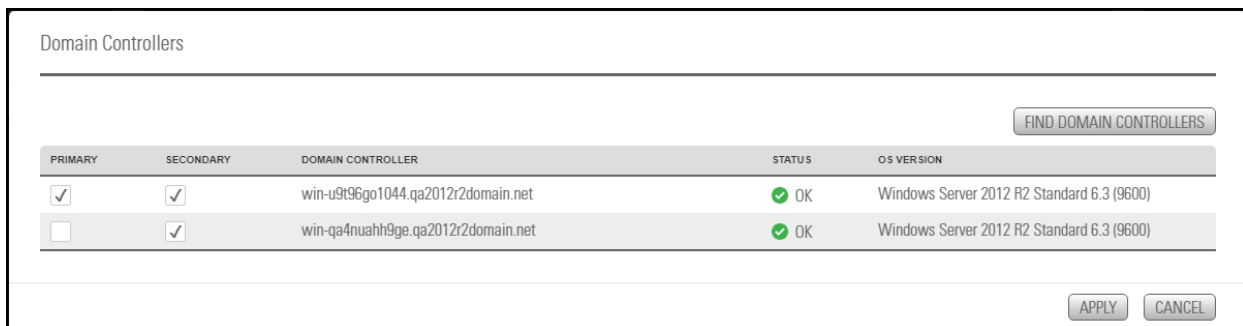 Domain Controllers
FIND DOMAIN CONTROLLERS
PRIMARY SECONDARY DOMAIN CONTROLLER STATUS OS VERSION
win-u9t96go1044.qa2012r2domain.net OK Windows Server 2012 R2 Standard 6.3 (9600)
win-qa4nuahh9ge.qa2012r2domain.net OK Windows Server 2012 R2 Standard 6.3 (9600)
APPLY CANCEL